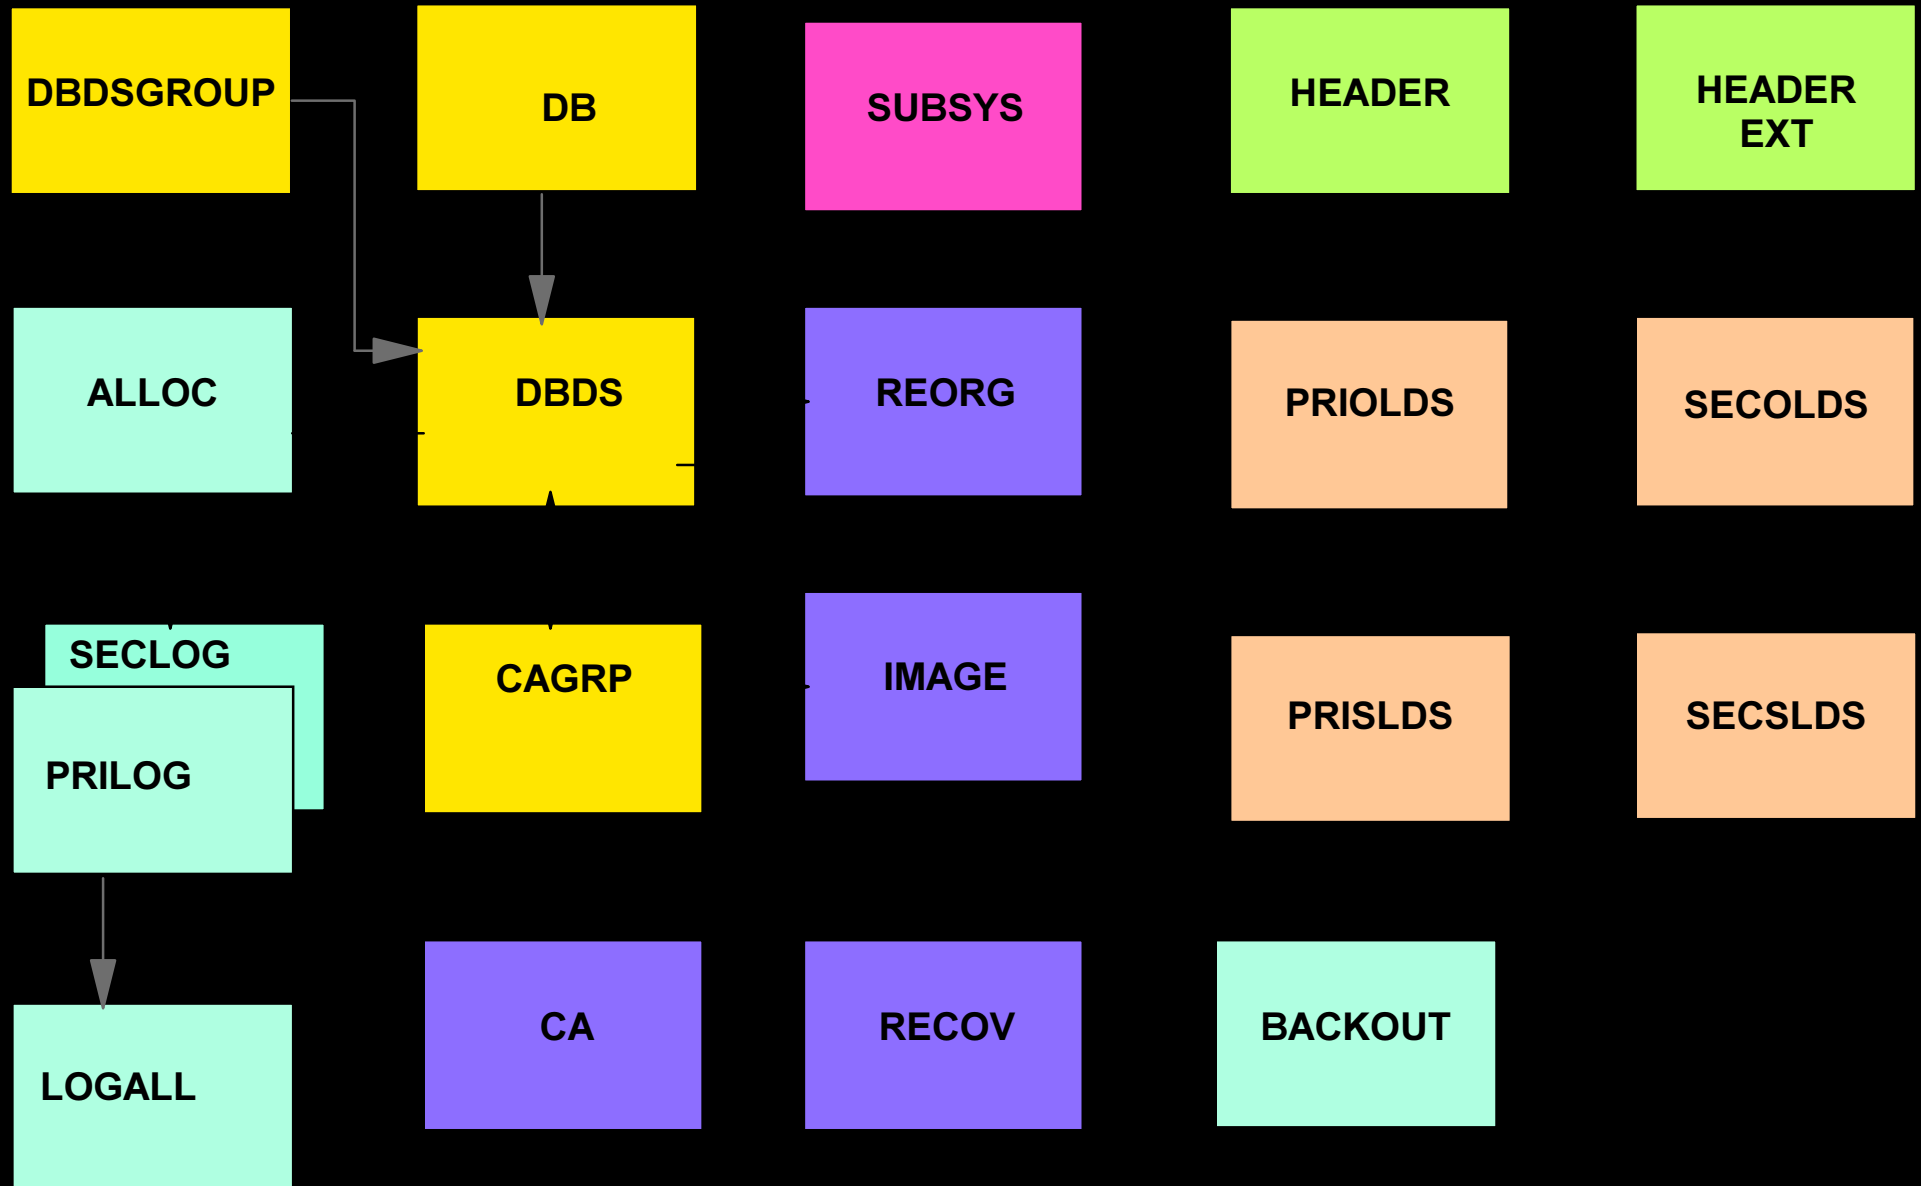 DBDSGROUP
DB
SUBSYS
HEADER
HEADER
EXT
ALLOC
DBDS
REORG
PRIOLDS
SECOLDS
SECLOG
PRILOG
CAGRP
IMAGE
PRISLDS
SECSLDS
LOGALL
CA
RECOV
BACKOUT